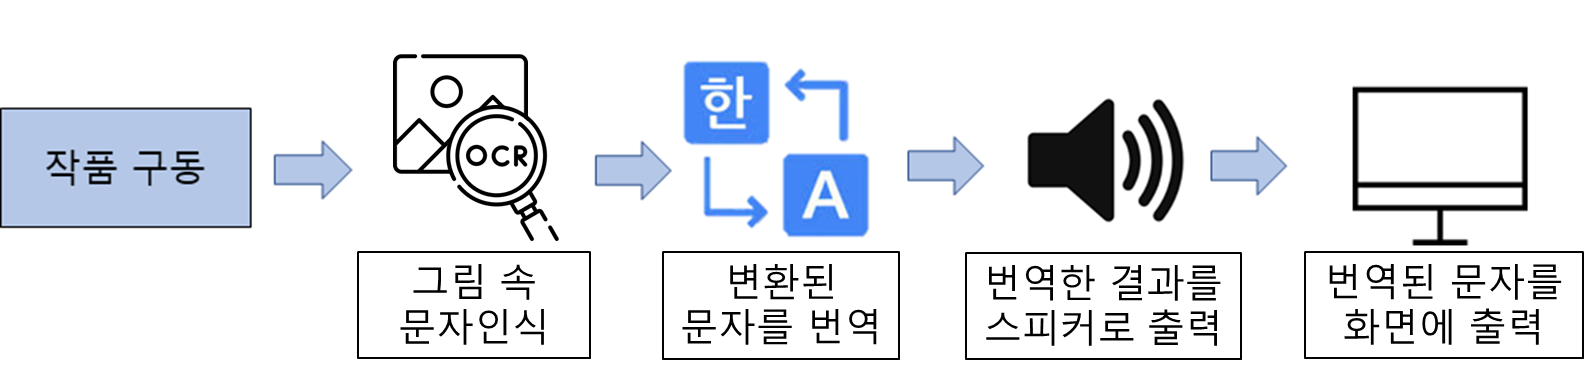 작품 구동
OCR
그림 속
문자인식
한
A
변환된
문자를 번역
번역한 결과를
스피커로 출력
번역된 문자를
화면에 출력